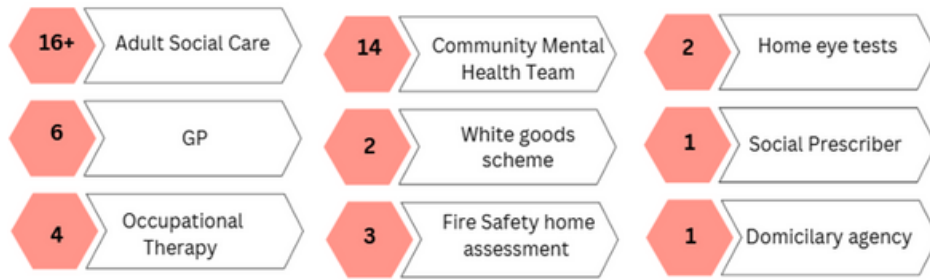 16+
Adult Social Care
14
Community Mental
Health Team
2
Home eye tests
6
GP
2
White goods
scheme
1
Social Prescriber
4
Occupational
Therapy
3
Fire Safety home
assessment
1
Domicilary agency